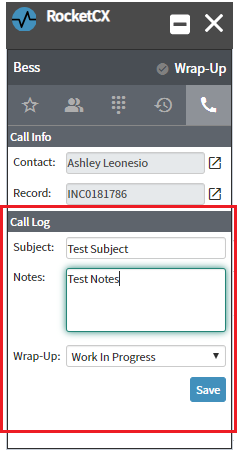 RocketCX
Bess Wrap-Up
Call Info
Contact: Ashley Leonesio
Record: INC0181786
Call Log
Subject: Test Subject
Notes: Test Notes
Wrap-Up: Work In Progress
Save